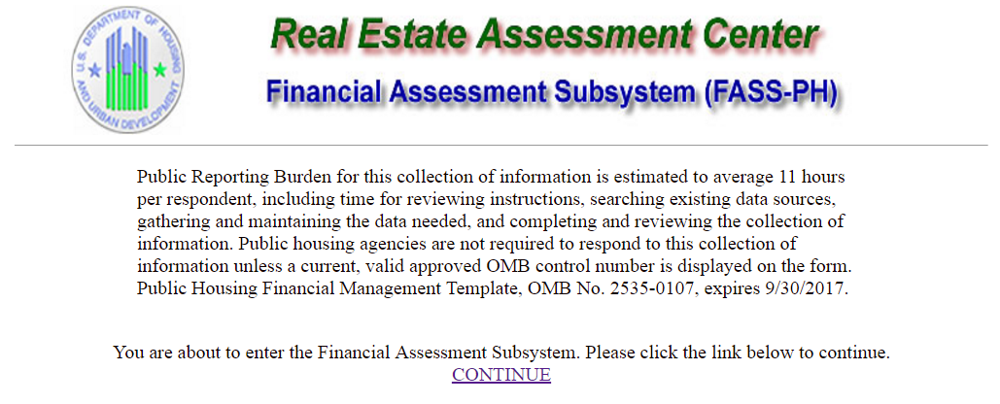 U.S. DEPARTMENT OF HOUSING
AND URBAN DEVELOPMENT
Real Estate Assessment Center
Financial Assessment Subsystem (FASS-PH)
Public Reporting Burden for this collection of information is estimated to average 11 hours
per respondent, including time for reviewing instructions, searching existing data sources,
gathering and maintaining the data needed, and completing and reviewing the collection of
information. Public housing agencies are not required to respond to this collection of
information unless a current, valid approved OMB control number is displayed on the form.
Public Housing Financial Management Template, OMB No. 2535-0107, expires 9/30/2017.
You are about to enter the Financial Assessment Subsystem. Please click the link below to continue.
CONTINUE